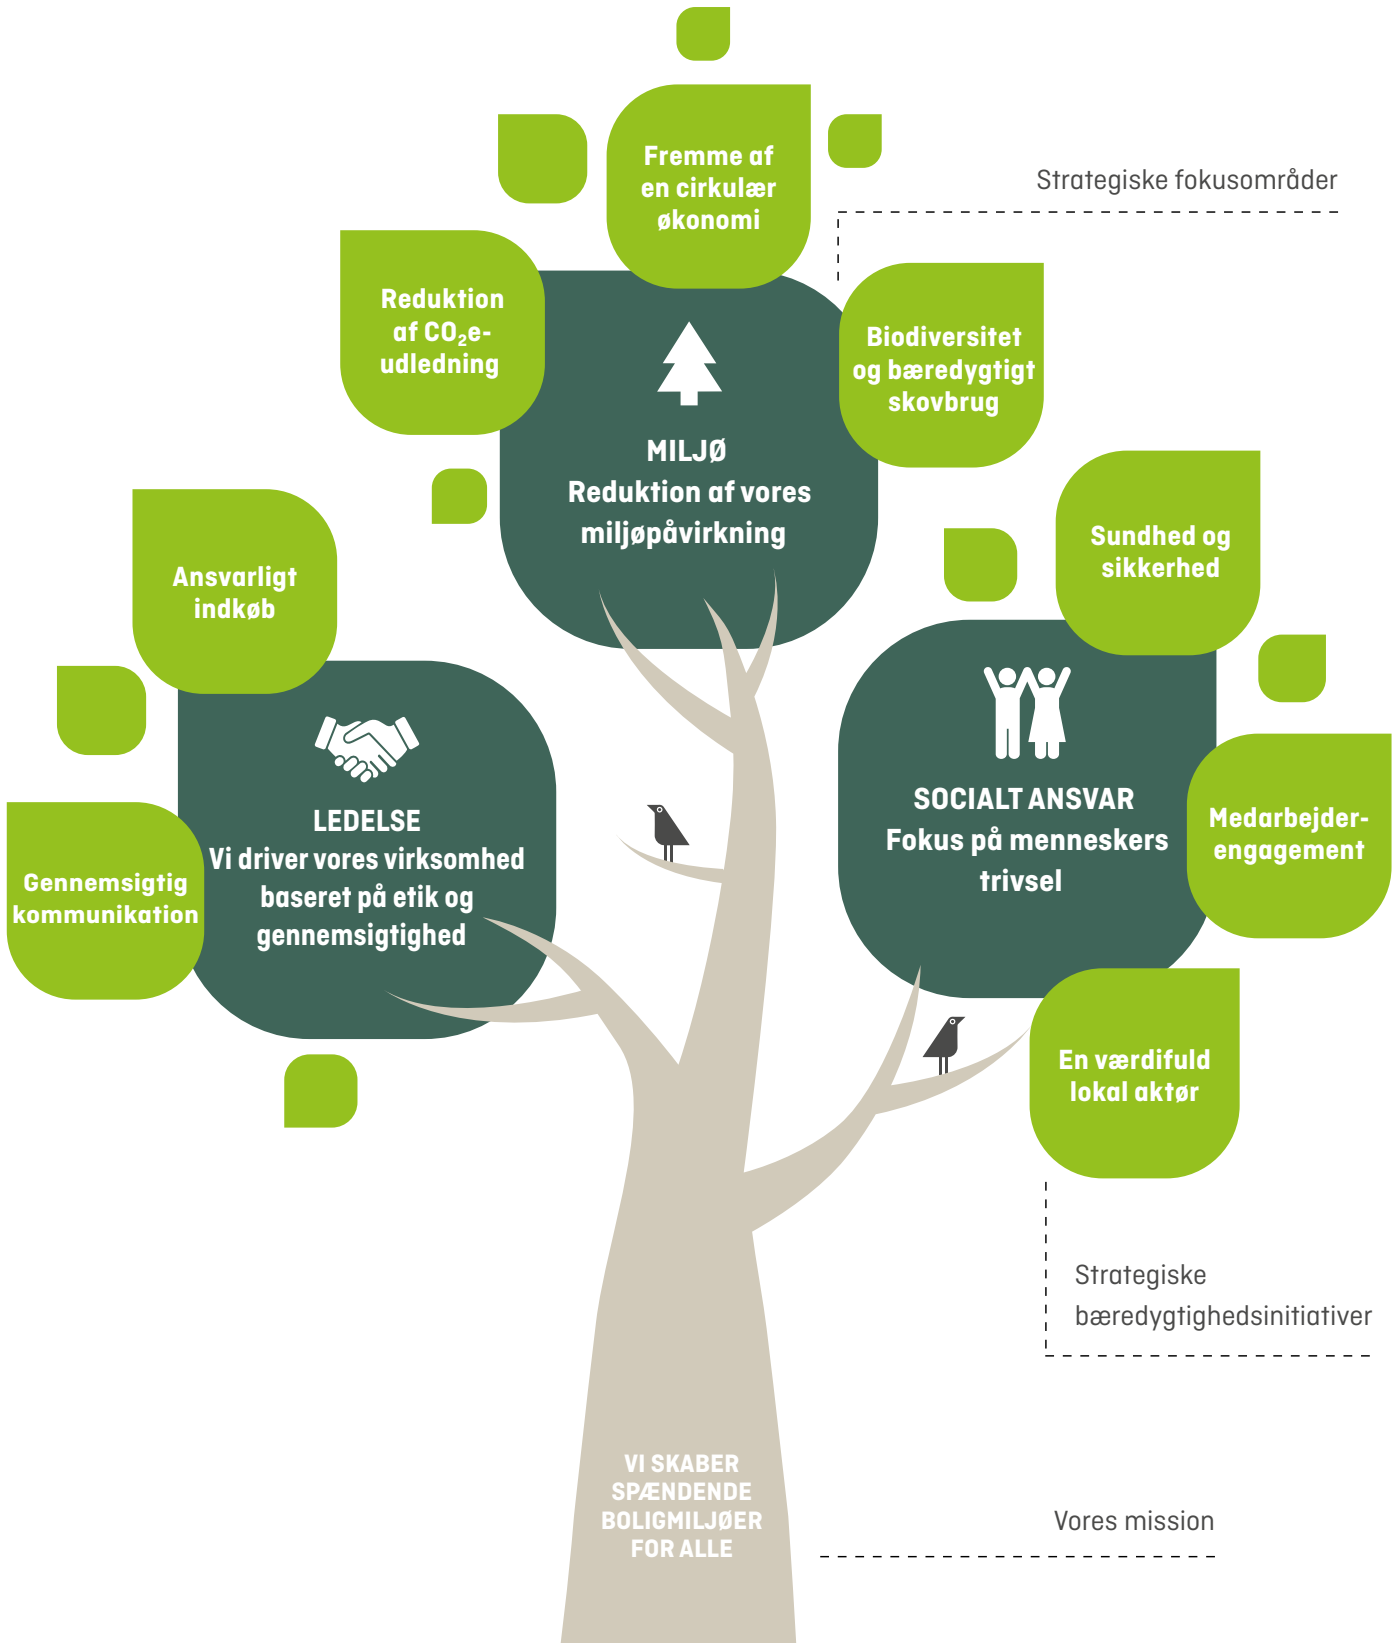 Fremme af
en cirkulær
økonomi
Strategiske fokusområder
Reduktion
af CO₂e-
udledning
Biodiversitet
og bæredygtigt
skovbrug
MILJØ
Reduktion af vores
miljøpåvirkning
Ansvarligt
indkøb
Sundhed og
sikkerhed
LEDELSE
Vi driver vores virksomhed
baseret på etik og
gennemsigtighed
Gennemsigtig
kommunikation
SOCIALT ANSVAR
Fokus på menneskers
trivsel
Medarbejder-
engagement
En værdifuld
lokal aktør
Strategiske
bæredygtighedsinitiativer
VI SKABER
SPÆNDENDE
BOLIGMILJØER
FOR ALLE
Vores mission